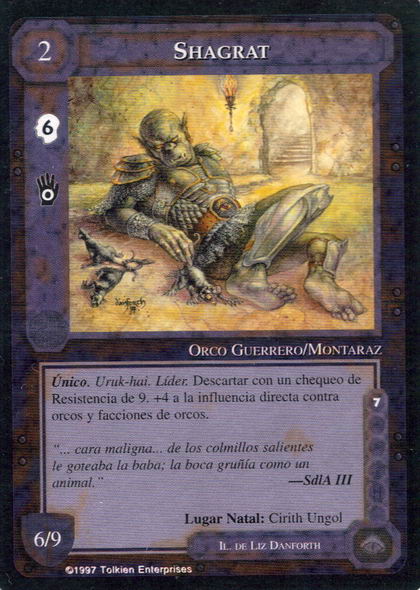 2
SHAGRAT
6
O
Danforth
ORCO GUERRERO/MONTARAZ
Único. Uruk-hai. Líder. Descartar con un chequeo de
Resistencia de 9. +4 a la influencia directa contra
orcos y facciones de orcos.
7
"... cara maligna... de los colmillos salientes
le goteaba la baba; la boca gruñía como un
animal."
—SdlA III
Lugar Natal: Cirith Ungol
6/9
IL. DE LIZ DANFORTH
©1997 Tolkien Enterprises